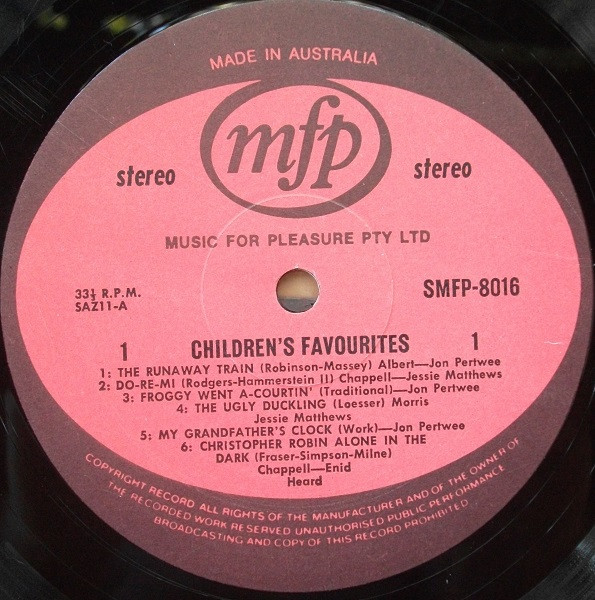 MADE IN AUSTRALIA
mfp
stereo stereo
MUSIC FOR PLEASURE PTY LTD
33⅓ R.P.M. SMFP-8016
SAZ11-A
1 CHILDREN'S FAVOURITES 1
1: THE RUNAWAY TRAIN (Robinson-Massey) Albert—Jon Pertwee
2: DO-RE-MI (Rodgers-Hammerstein II) Chappell—Jessie Matthews
3: FROGGY WENT A-COURTIN' (Traditional)—Jon Pertwee
4: THE UGLY DUCKLING (Loesser) Morris
Jessie Matthews
5: MY GRANDFATHER'S CLOCK (Work)—Jon Pertwee
6: CHRISTOPHER ROBIN ALONE IN THE
DARK (Fraser-Simpson-Milne)
Chappell—Enid
Heard
COPYRIGHT RECORD ALL RIGHTS OF THE MANUFACTURER AND OF THE OWNER OF
THE RECORDED WORK RESERVED UNAUTHORISED PUBLIC PERFORMANCE
BROADCASTING AND COPY OF THIS RECORD PROHIBITED